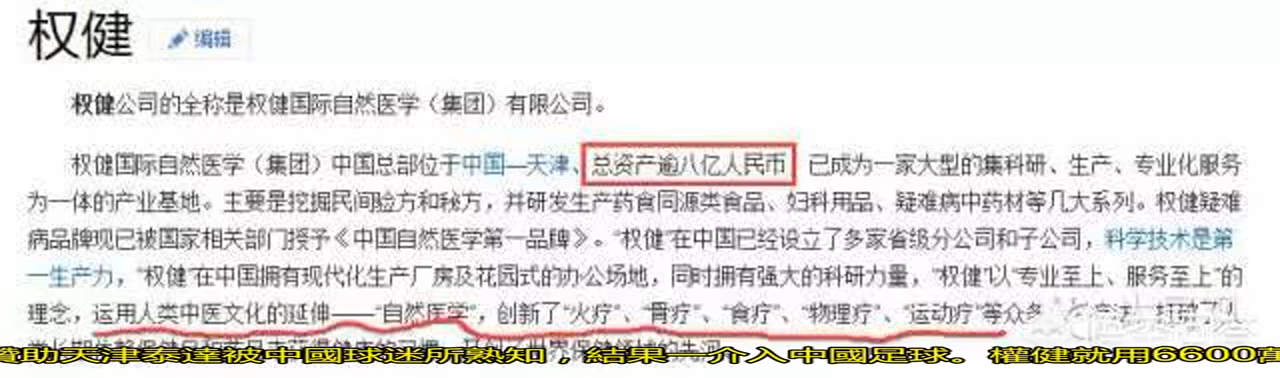 权健 编辑
权健公司的全称是权健国际自然医学（集团）有限公司。
权健国际自然医学（集团）中国总部位于中国—天津、总资产逾八亿人民币 已成为一家大型的集科研、生产、专业化服务
为一体的产业基地。主要是挖掘民间验方和秘方，并研发生产药食同源类食品、妇科用品、疑难病中药材等几大系列。权健疑难
病品牌现已被国家相关部门授予《中国自然医学第一品牌》。“权健”在中国已经设立了多家省级分公司和子公司，科学技术是第
一生产力，“权健”在中国拥有现代化生产厂房及花园式的办公场地，同时拥有强大的科研力量，“权健”以“专业至上、服务至上”的
理念，运用人类中医文化的延伸——“自然医学”，创新了“火疗”、“骨疗”、“食疗”、“物理疗”、“运动疗”等众多
助天津泰達被中國球迷所熟知，結果一介入中國足球。權健就用6600萬